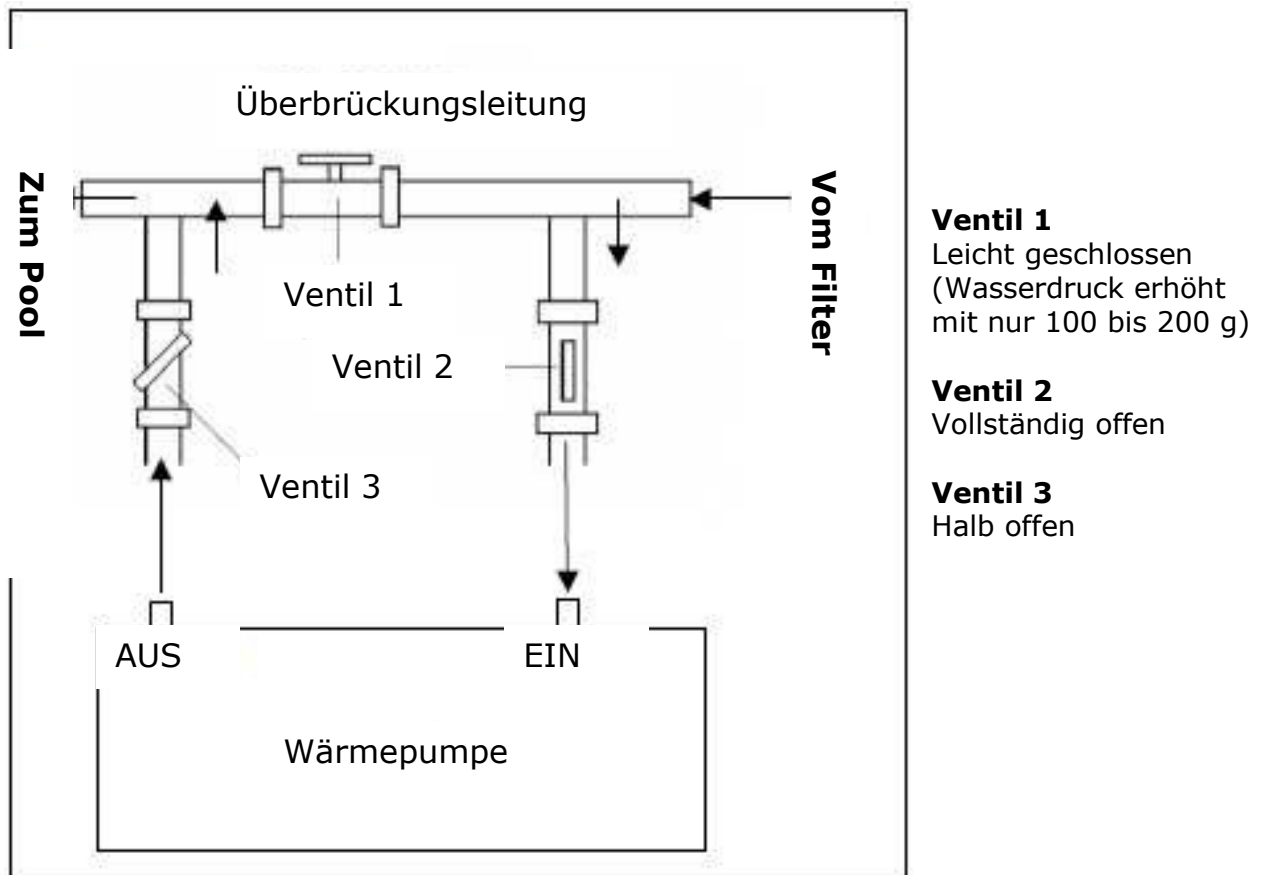 Überbrückungsleitung
Zum Pool
Vom Filter
Ventil 1
Ventil 2
Ventil 3
AUS
EIN
Wärmepumpe
Ventil 1
Leicht geschlossen
(Wasserdruck erhöht
mit nur 100 bis 200 g)
Ventil 2
Vollständig offen
Ventil 3
Halb offen